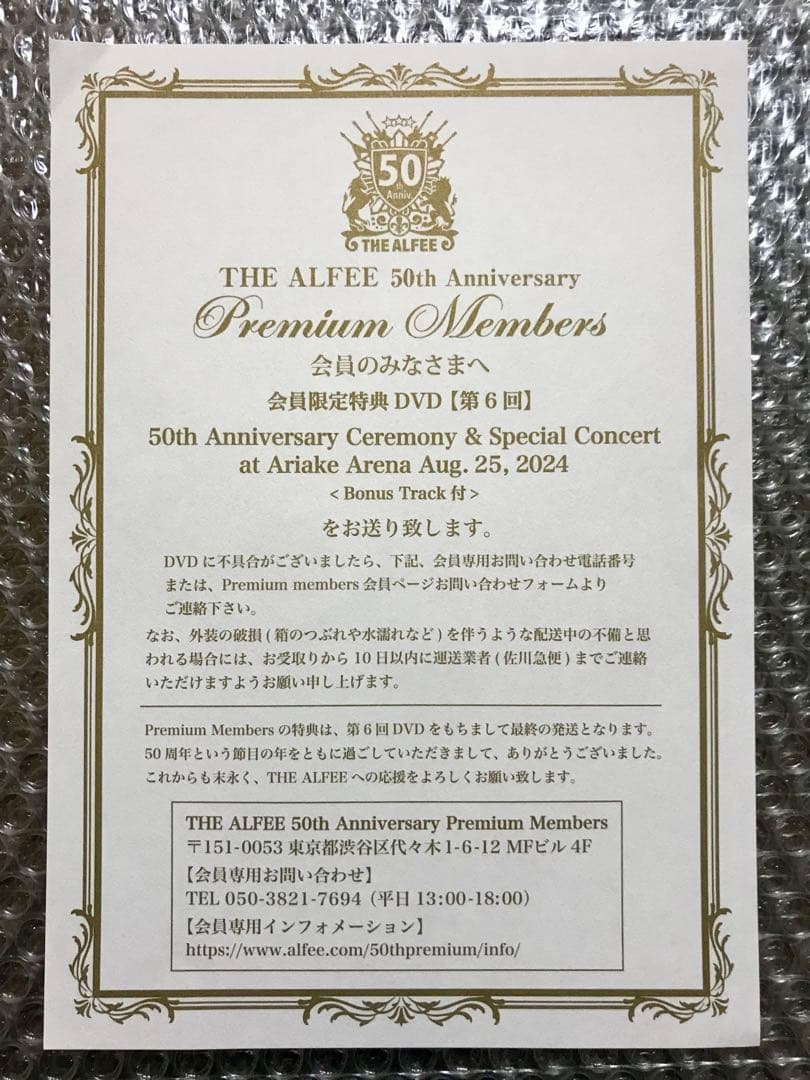 50
th
Anniv.
THE ALFEE
THE ALFEE 50th Anniversary
Premium Members
会員のみなさまへ
会員限定特典 DVD【第6回】
50th Anniversary Ceremony & Special Concert
at Ariake Arena Aug. 25, 2024
< Bonus Track 付 >
をお送り致します。
DVD に不具合がございましたら、下記、会員専用お問い合わせ電話番号
または、Premium members 会員ページお問い合わせフォームより
ご連絡下さい。
なお、外装の破損 ( 箱のつぶれや水濡れなど ) を伴うような配送中の不備と思
われる場合には、お受取りから 10 日以内に運送業者 ( 佐川急便 ) までご連絡
いただけますようお願い申し上げます。
Premium Members の特典は、第 6 回 DVD をもちまして最終の発送となります。
50 周年という節目の年をともに過ごしていただきまして、ありがとうございました。
これからも末永く、THE ALFEE への応援をよろしくお願い致します。
THE ALFEE 50th Anniversary Premium Members
〒151-0053 東京都渋谷区代々木 1-6-12 MFビル 4F
【会員専用お問い合わせ】
TEL 050-3821-7694（平日 13:00-18:00）
【会員専用インフォメーション】
https://www.alfee.com/50thpremium/info/